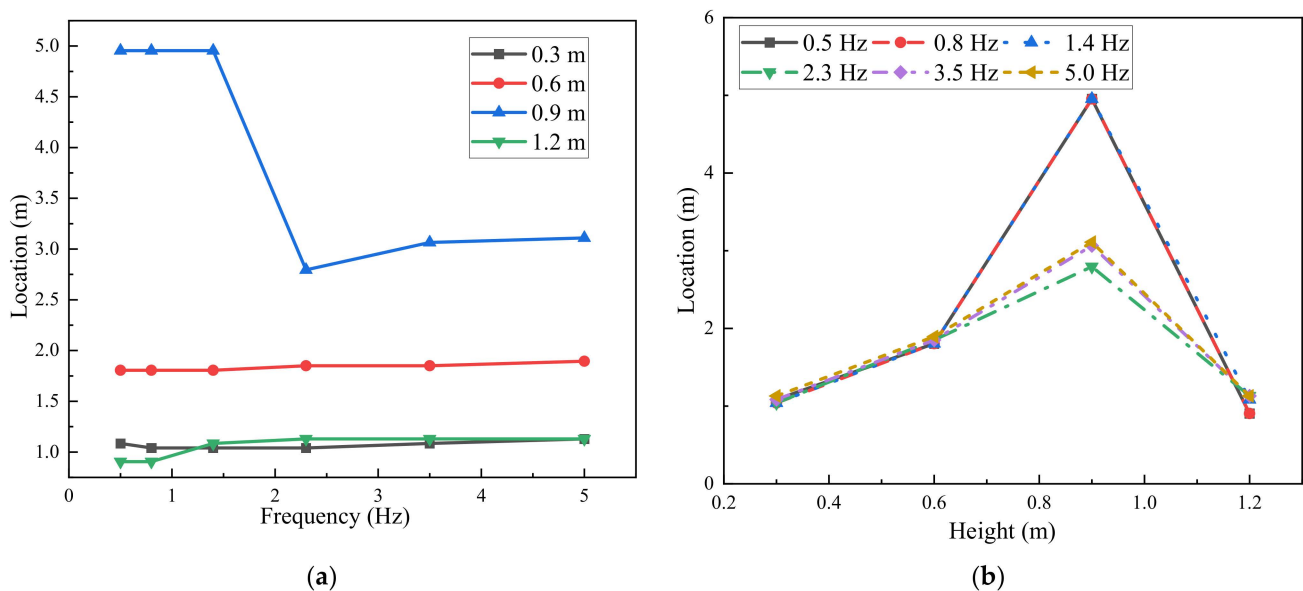 5.0
4.5
4.0
3.5
3.0
2.5
2.0
1.5
1.0
Location (m)
0 1 2 3 4 5
Frequency (Hz)
0.3 m
0.6 m
0.9 m
1.2 m
(a)
6
4
2
0
Location (m)
0.2 0.4 0.6 0.8 1.0 1.2
Height (m)
0.5 Hz 0.8 Hz 1.4 Hz
2.3 Hz 3.5 Hz 5.0 Hz
(b)